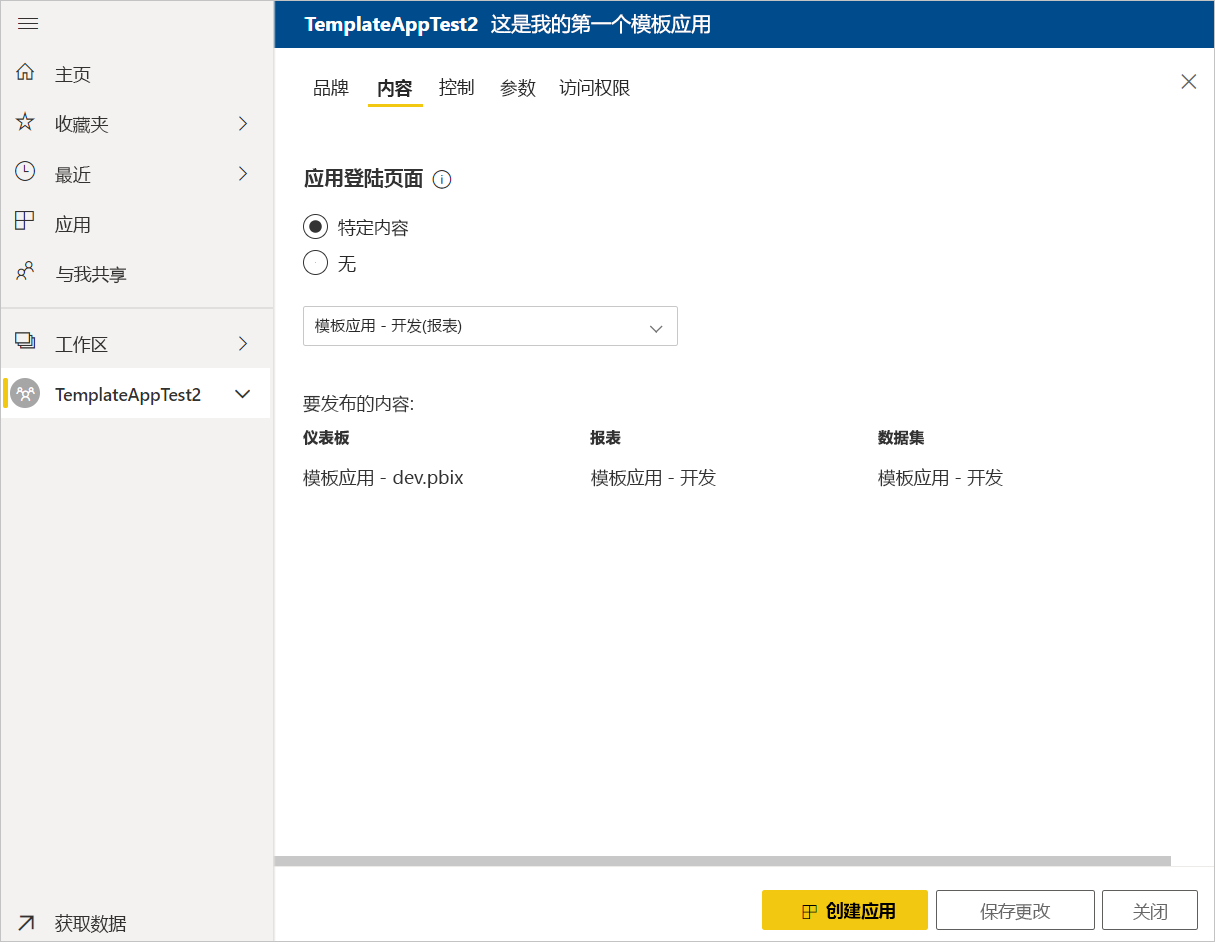 TemplateAppTest2 这是我的第一个模板应用
主页
收藏夹
最近
应用
与我共享
工作区
TemplateAppTest2
获取数据
品牌 内容 控制 参数 访问权限
应用登陆页面
特定内容
无
模板应用 - 开发(报表)
要发布的内容:
仪表板 报表 数据集
模板应用 - dev.pbix 模板应用 - 开发 模板应用 - 开发
创建应用 保存更改 关闭